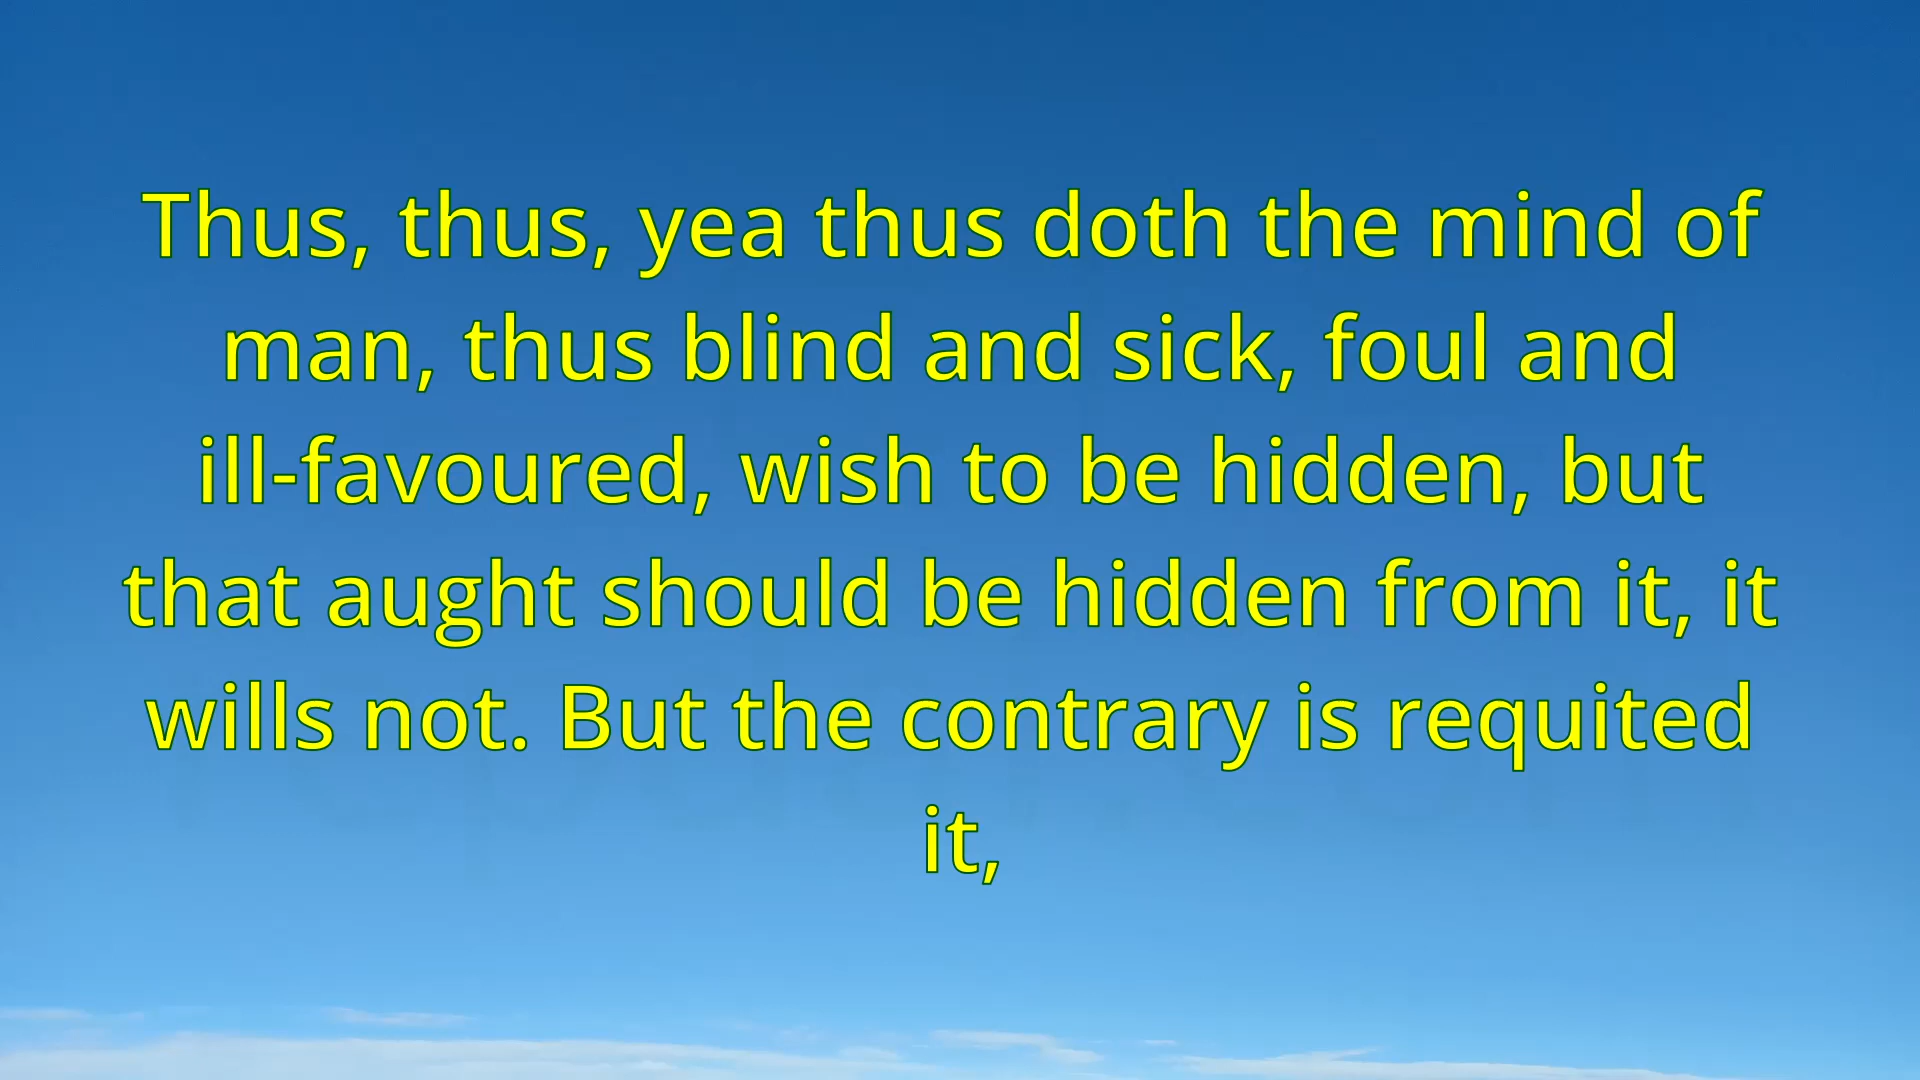 Thus, thus, yea thus doth the mind of
man, thus blind and sick, foul and
ill-favoured, wish to be hidden, but
that aught should be hidden from it, it
wills not. But the contrary is requited
it,